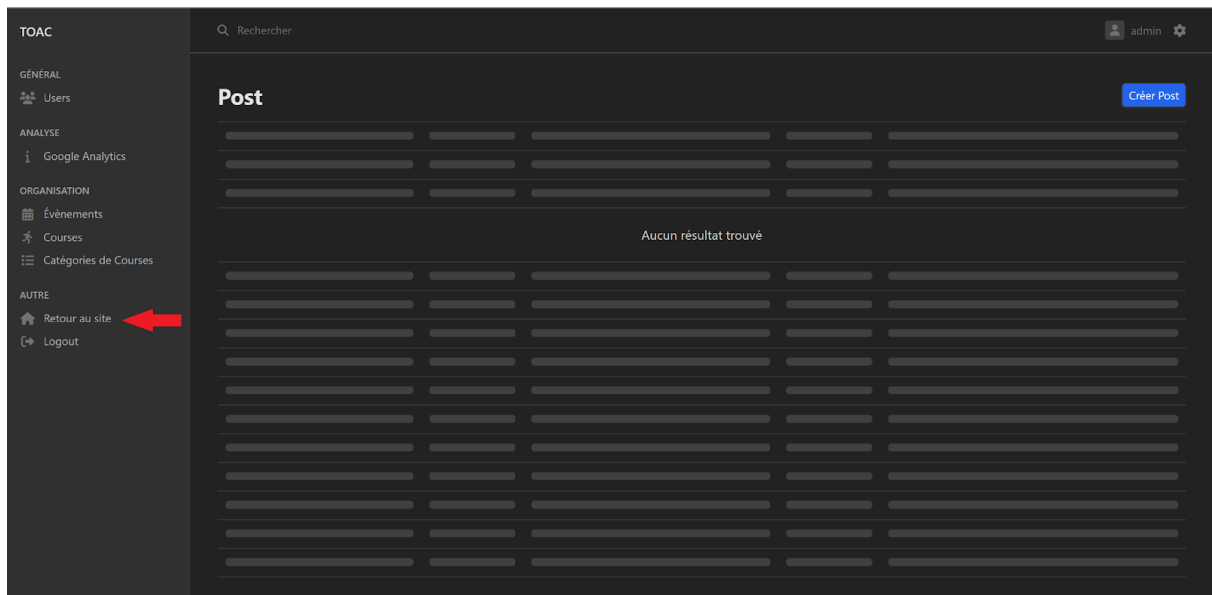 TOAC
Rechercher
admin
GÉNÉRAL
Users
ANALYSE
Google Analytics
ORGANISATION
Évènements
Courses
Catégories de Courses
AUTRE
Retour au site
Logout
Post
Créer Post
Aucun résultat trouvé